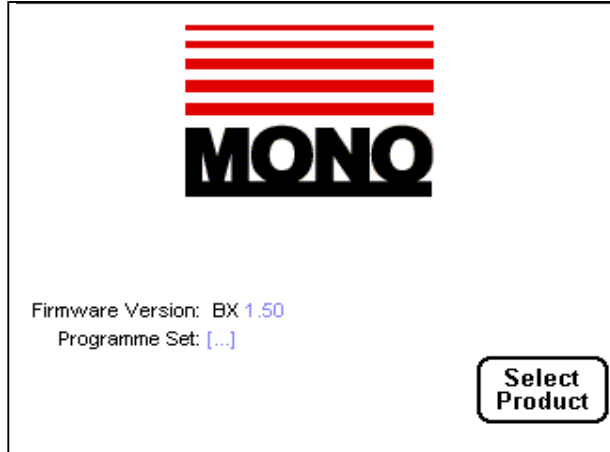 MONO
Firmware Version: BX 1.50
Programme Set: [...]
Select
Product